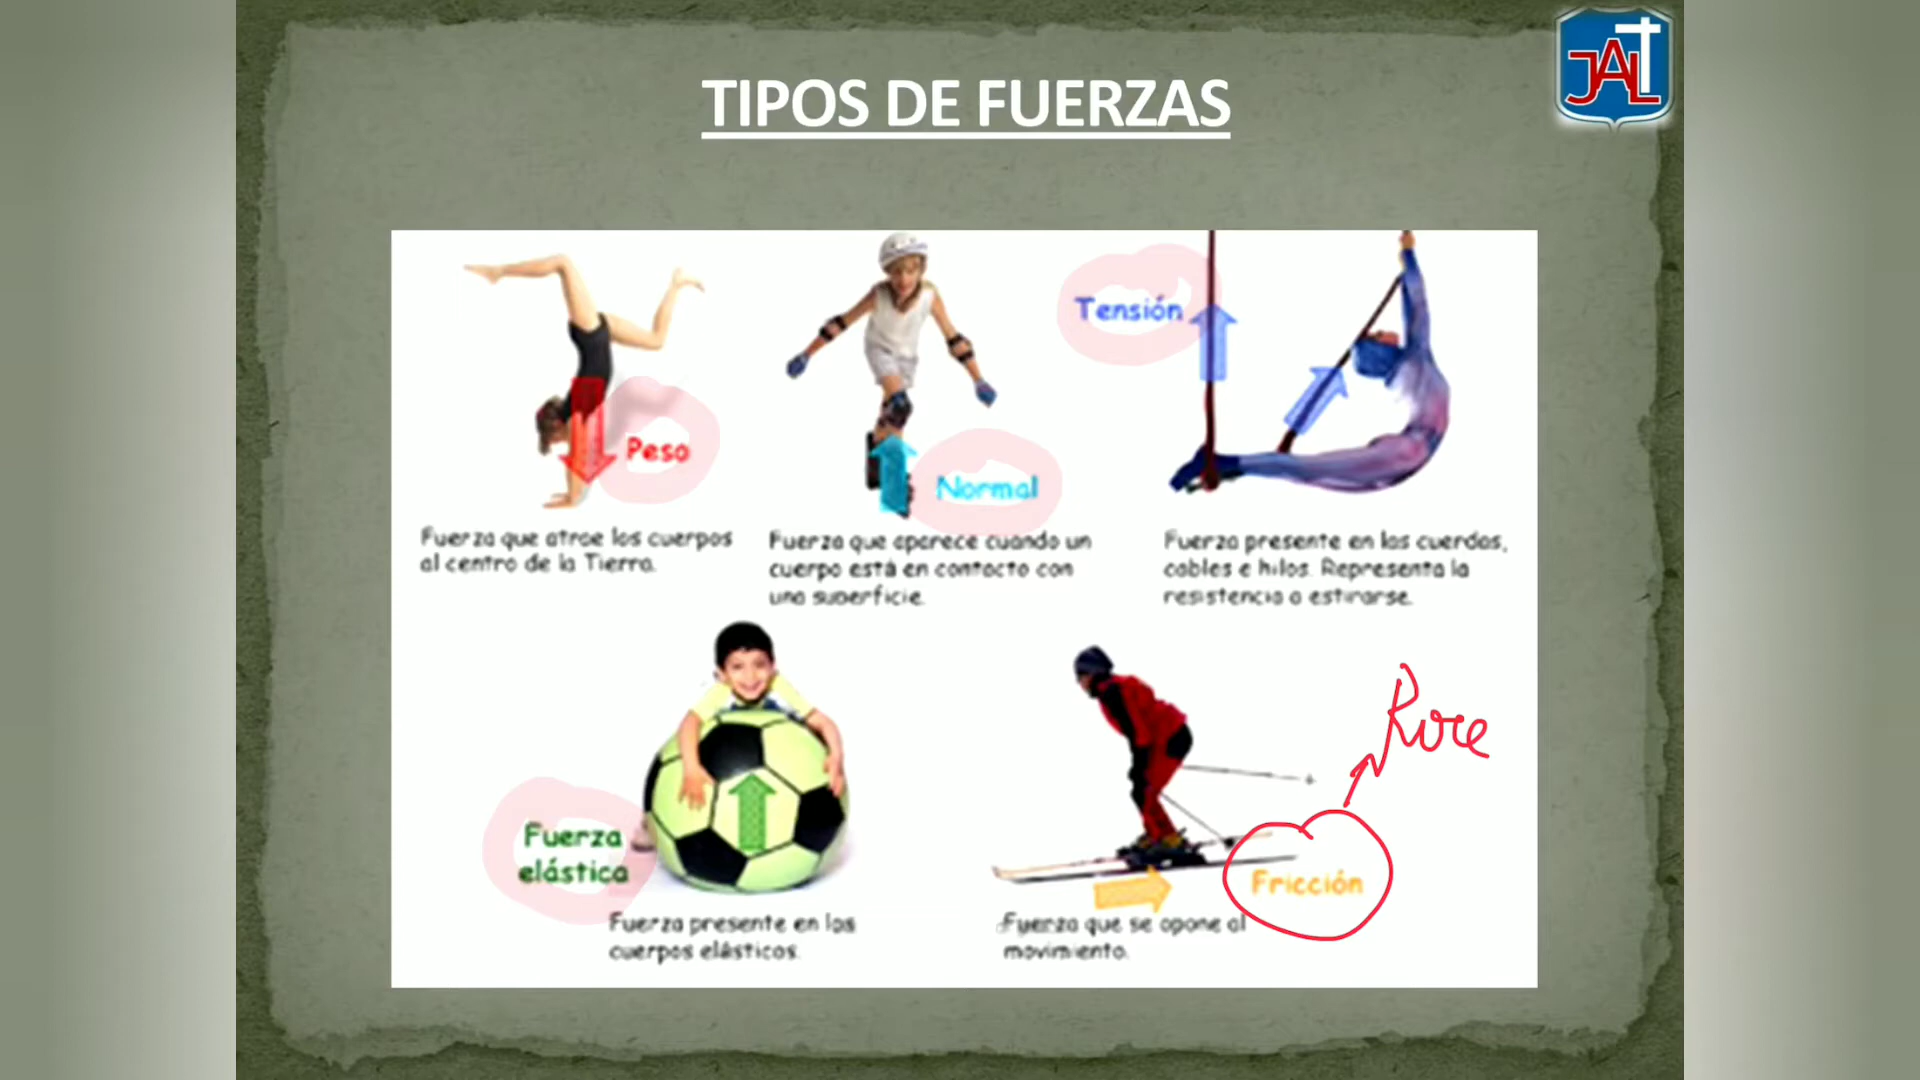 JALT
TIPOS DE FUERZAS
Tensión
Peso
Normal
Fuerza que atrae los cuerpos
al centro de la Tierra.
Fuerza que aparece cuando un
cuerpo está en contacto con
una superficie.
Fuerza presente en las cuerdas,
cables e hilos. Representa la
resistencia a estirarse.
Roce
Fuerza
elástica
Fricción
Fuerza presente en los
cuerpos elásticos.
Fuerza que se opone al
movimiento.